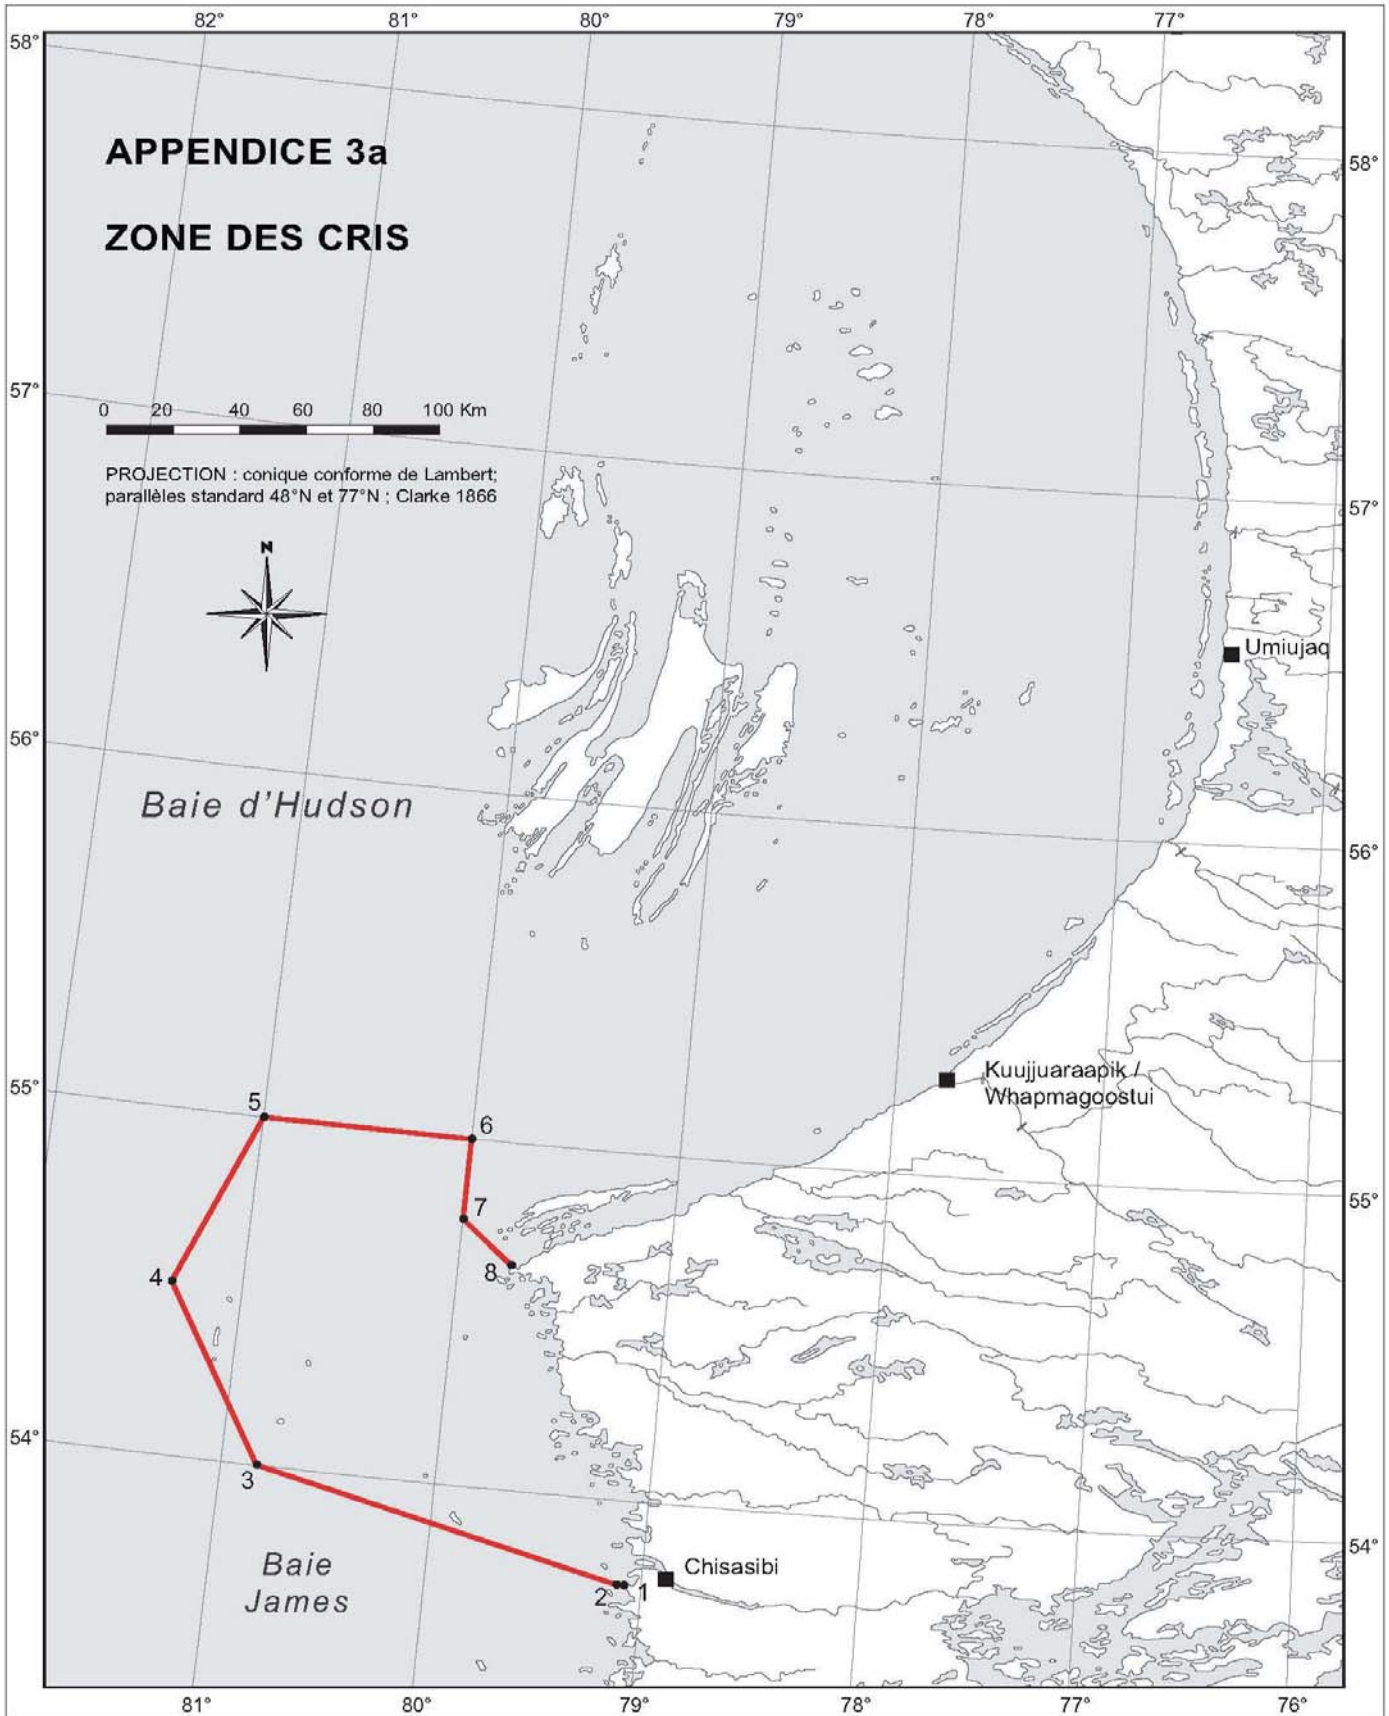 82° 81° 80° 79° 78° 77°
58°
APPENDICE 3a
58°
ZONE DES CRIS
57°
0 20 40 60 80 100 Km
PROJECTION : conique conforme de Lambert;
parallèles standard 48°N et 77°N ; Clarke 1866
57°
N
Umiujaq
56°
Baie d'Hudson
56°
Kuujjuaraapik /
Whapmagoostui
55°
5
6
55°
7
8
4
54°
3
54°
Baie
James
Chisasibi
2 1
81° 80° 79° 78° 77° 76°